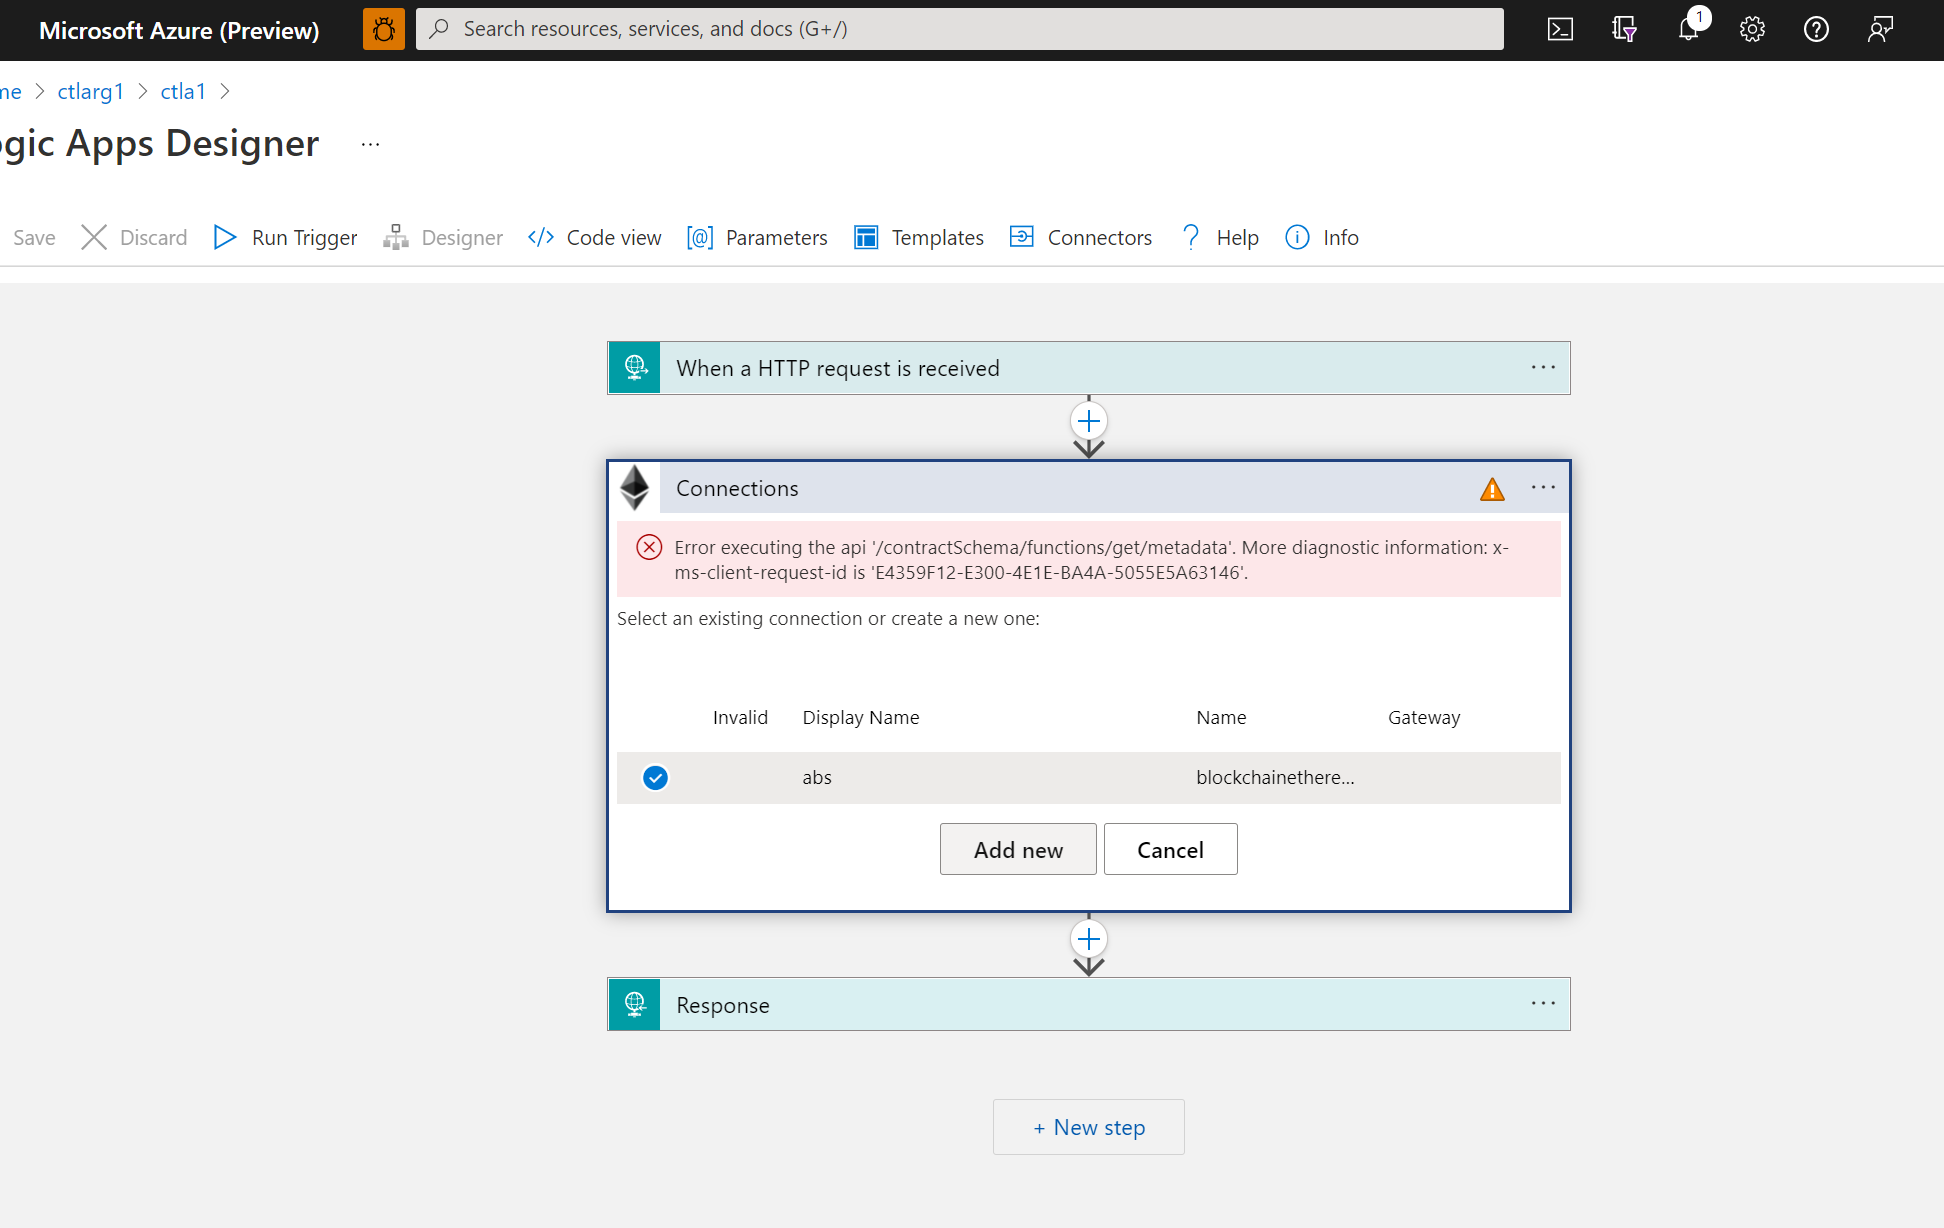 Microsoft Azure (Preview)
Search resources, services, and docs (G+/)
1
me > ctlarg1 > ctla1 >
ogic Apps Designer ...
Save Discard Run Trigger Designer </> Code view [@] Parameters Templates Connectors ? Help Info
When a HTTP request is received ...
Connections ...
Error executing the api '/contractSchema/functions/get/metadata'. More diagnostic information: x-
ms-client-request-id is 'E4359F12-E300-4E1E-BA4A-5055E5A63146'.
Select an existing connection or create a new one:
Invalid Display Name Name Gateway
abs blockchainethere...
Add new Cancel
Response ...
+ New step